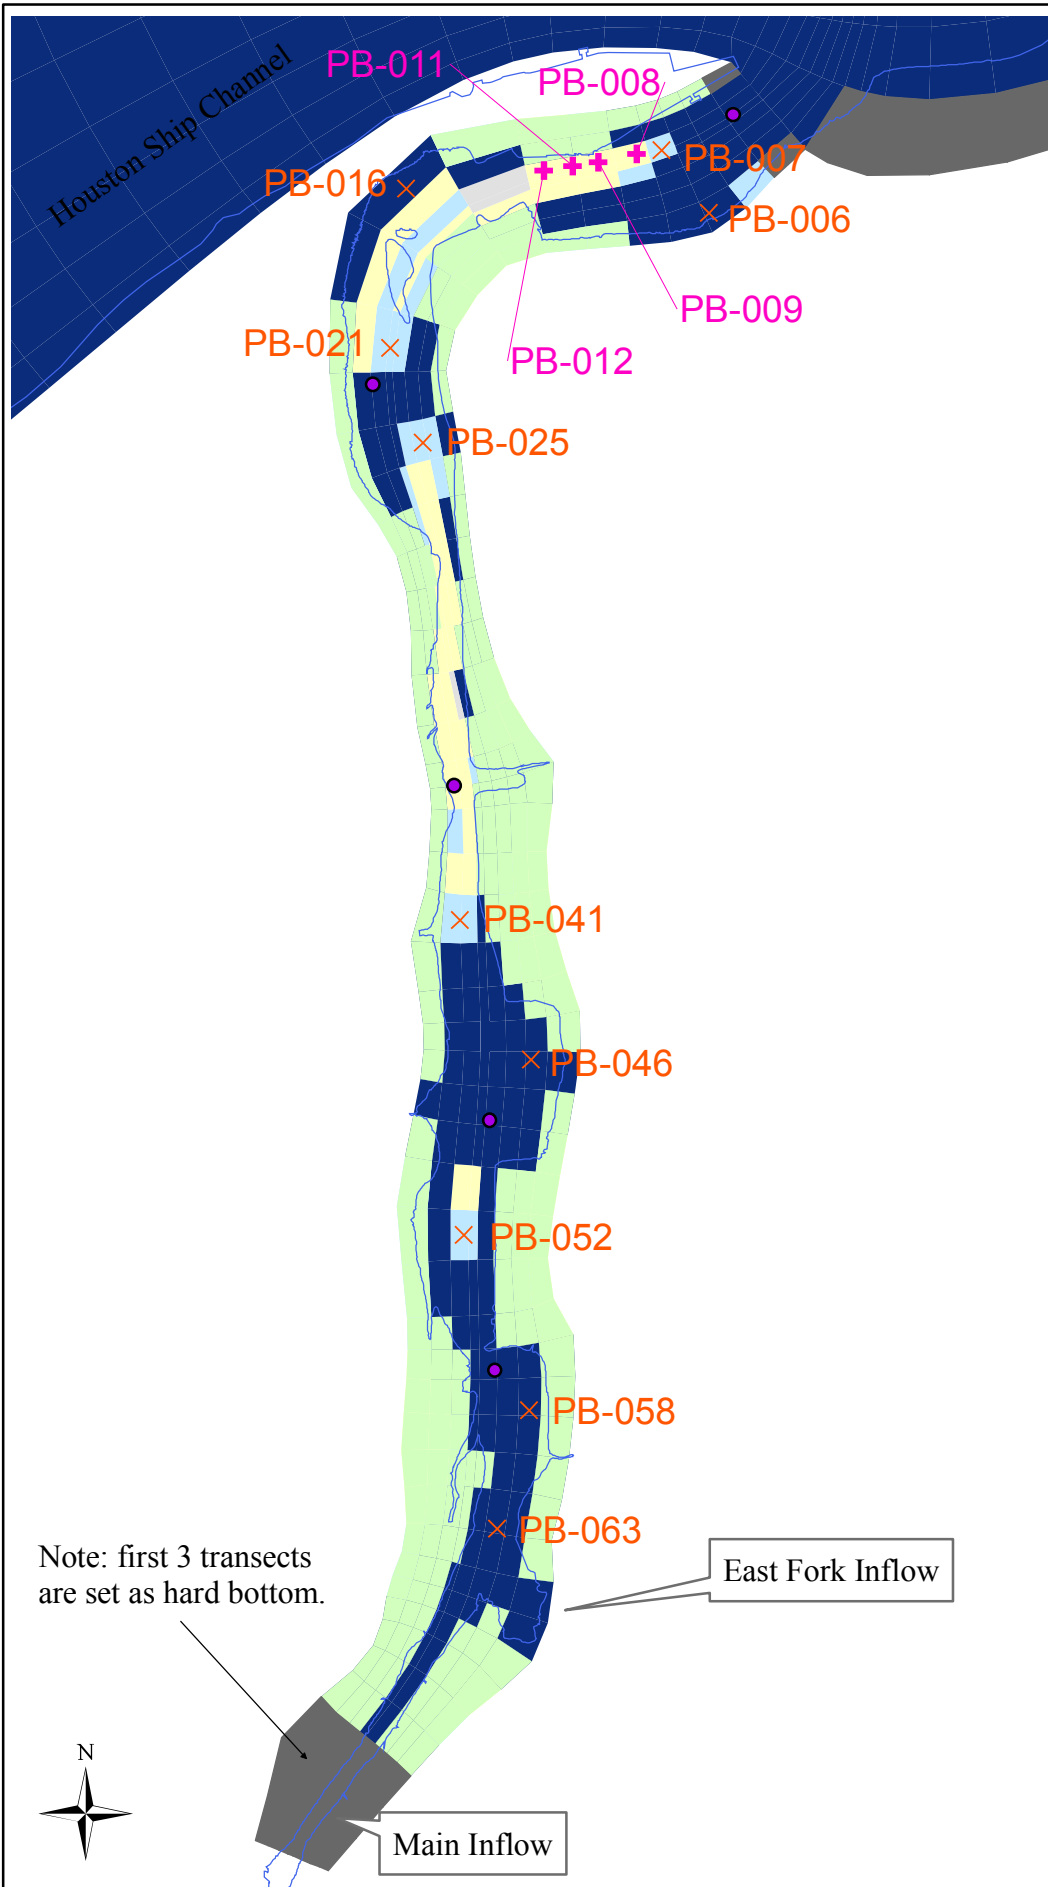 Houston Ship Channel
PB-011
PB-008
PB-007
PB-016
PB-006
PB-009
PB-021
PB-012
PB-025
PB-041
PB-046
PB-052
PB-058
PB-063
Note: first 3 transects
are set as hard bottom.
East Fork Inflow
N
Main Inflow